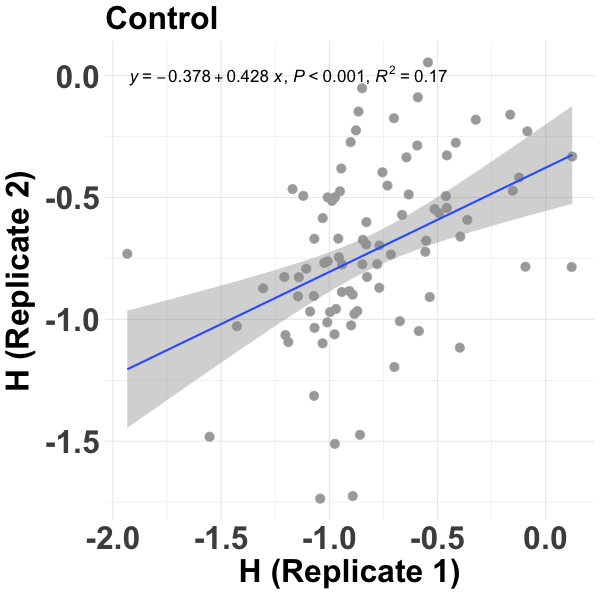 Control
y = −0.378 + 0.428 x, P < 0.001, R² = 0.17
0.0
-0.5
-1.0
-1.5
H (Replicate 2)
-2.0 -1.5 -1.0 -0.5 0.0
H (Replicate 1)